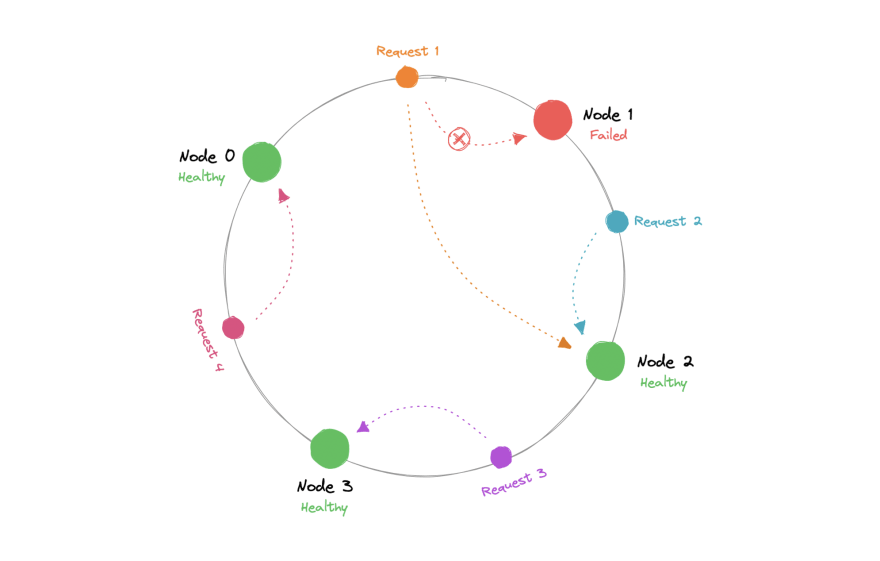 Request 1
Node 1
Failed
Node 0
Healthy
Request 2
Request 4
Node 2
Healthy
Request 3
Node 3
Healthy